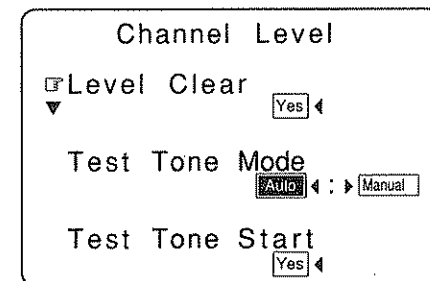 Channel Level
☞Level Clear
Yes
Test Tone Mode
Auto : Manual
Test Tone Start
Yes